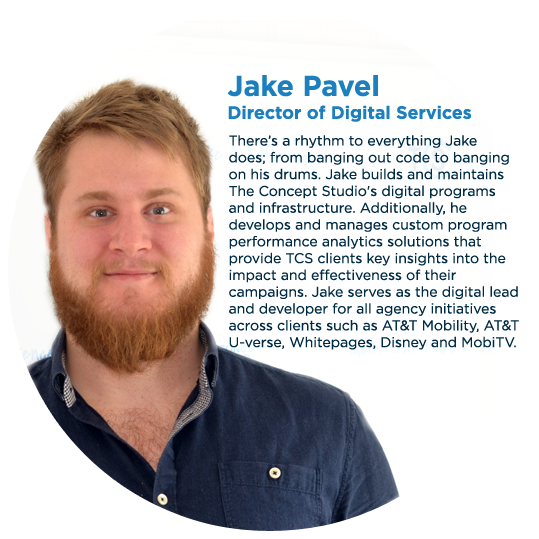 Jake Pavel
Director of Digital Services
There's a rhythm to everything Jake
does; from banging out code to banging
on his drums. Jake builds and maintains
The Concept Studio's digital programs
and infrastructure. Additionally, he
develops and manages custom program
performance analytics solutions that
provide TCS clients key insights into the
impact and effectiveness of their
campaigns. Jake serves as the digital lead
and developer for all agency initiatives
across clients such as AT&T Mobility, AT&T
U-verse, Whitepages, Disney and MobiTV.